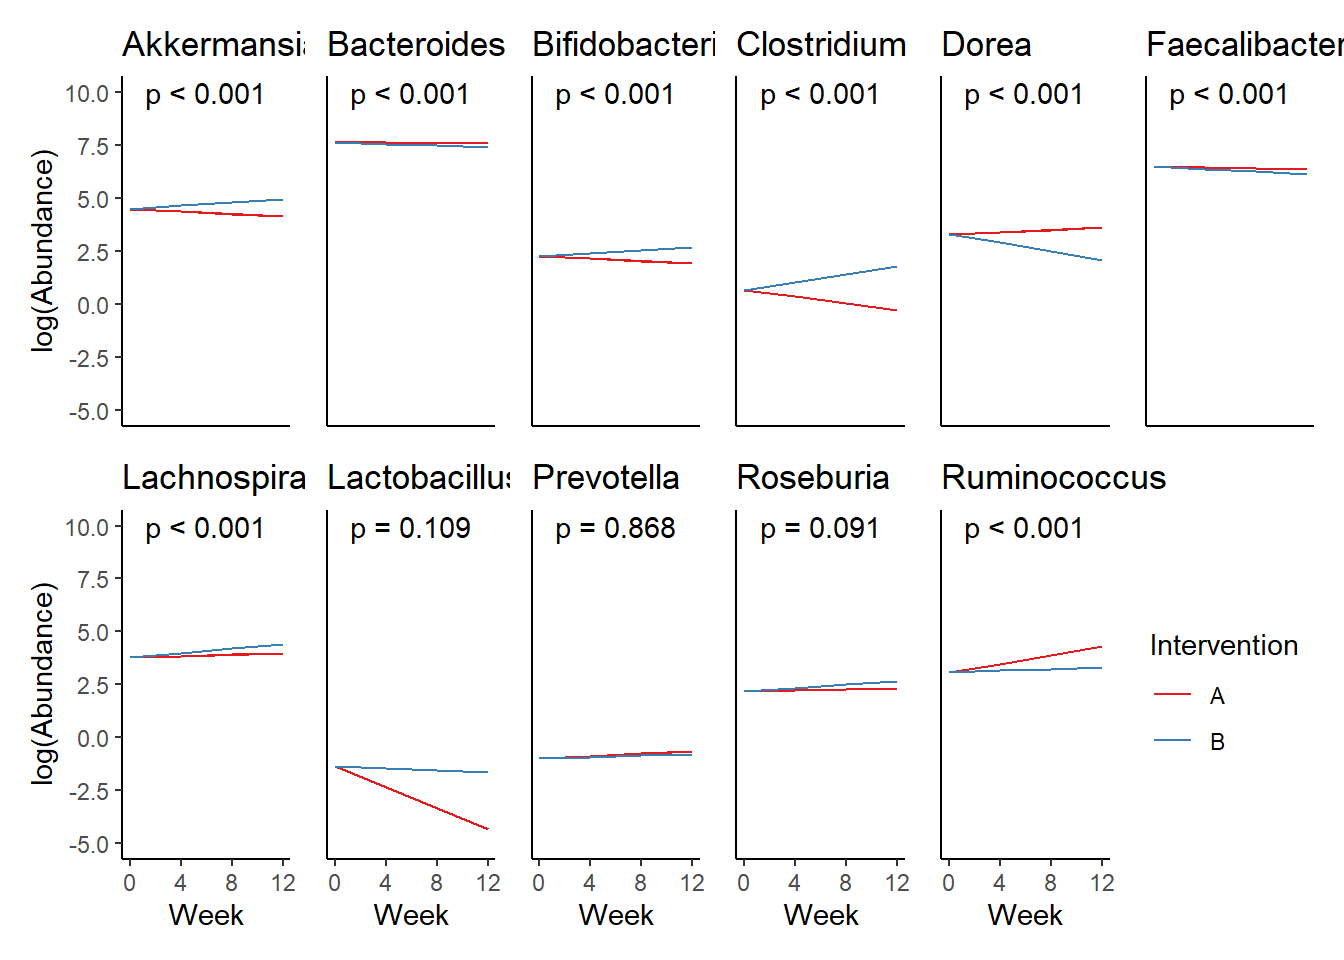 Akkermansi Bacteroides Bifidobacteri Clostridium Dorea Faecalibacter
p < 0.001 p < 0.001 p < 0.001 p < 0.001 p < 0.001 p < 0.001
10.0
7.5
5.0
2.5
0.0
-2.5
-5.0
log(Abundance)
Lachnospira Lactobacillus Prevotella Roseburia Ruminococcus
p < 0.001 p = 0.109 p = 0.868 p = 0.091 p < 0.001
10.0
7.5
5.0
2.5
0.0
-2.5
-5.0
log(Abundance)
0 4 8 12 0 4 8 12 0 4 8 12 0 4 8 12 0 4 8 12
Week Week Week Week Week
Intervention
A
B